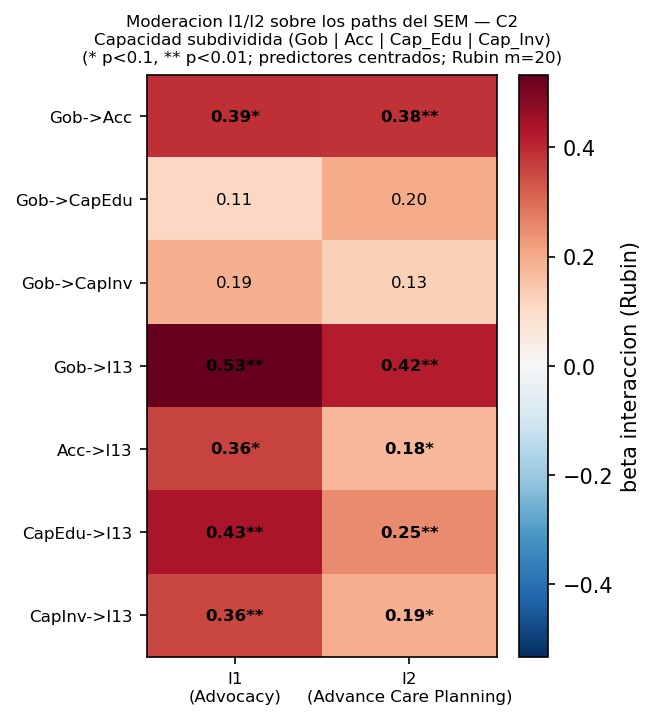 Moderacion I1/I2 sobre los paths del SEM — C2
Capacidad subdividida (Gob | Acc | Cap_Edu | Cap_Inv)
(* p<0.1, ** p<0.01; predictores centrados; Rubin m=20)
Gob->Acc 0.39* 0.38**
Gob->CapEdu 0.11 0.20
Gob->CapInv 0.19 0.13
Gob->I13 0.53** 0.42**
Acc->I13 0.36* 0.18*
CapEdu->I13 0.43** 0.25**
CapInv->I13 0.36** 0.19*
I1 I2
(Advocacy) (Advance Care Planning)
0.4
0.2
0.0
−0.2
−0.4
beta interaccion (Rubin)